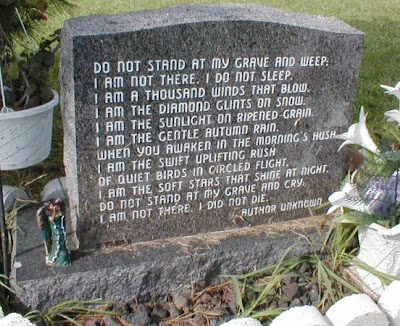 DO NOT STAND AT MY GRAVE AND WEEP;
I AM NOT THERE. I DO NOT SLEEP.
I AM A THOUSAND WINDS THAT BLOW.
I AM THE DIAMOND GLINTS ON SNOW.
I AM THE SUNLIGHT ON RIPENED GRAIN.
I AM THE GENTLE AUTUMN RAIN.
WHEN YOU AWAKEN IN THE MORNING'S HUSH
I AM THE SWIFT UPLIFTING RUSH
OF QUIET BIRDS IN CIRCLED FLIGHT.
I AM THE SOFT STARS THAT SHINE AT NIGHT.
DO NOT STAND AT MY GRAVE AND CRY;
I AM NOT THERE. I DID NOT DIE.
AUTHOR UNKNOWN